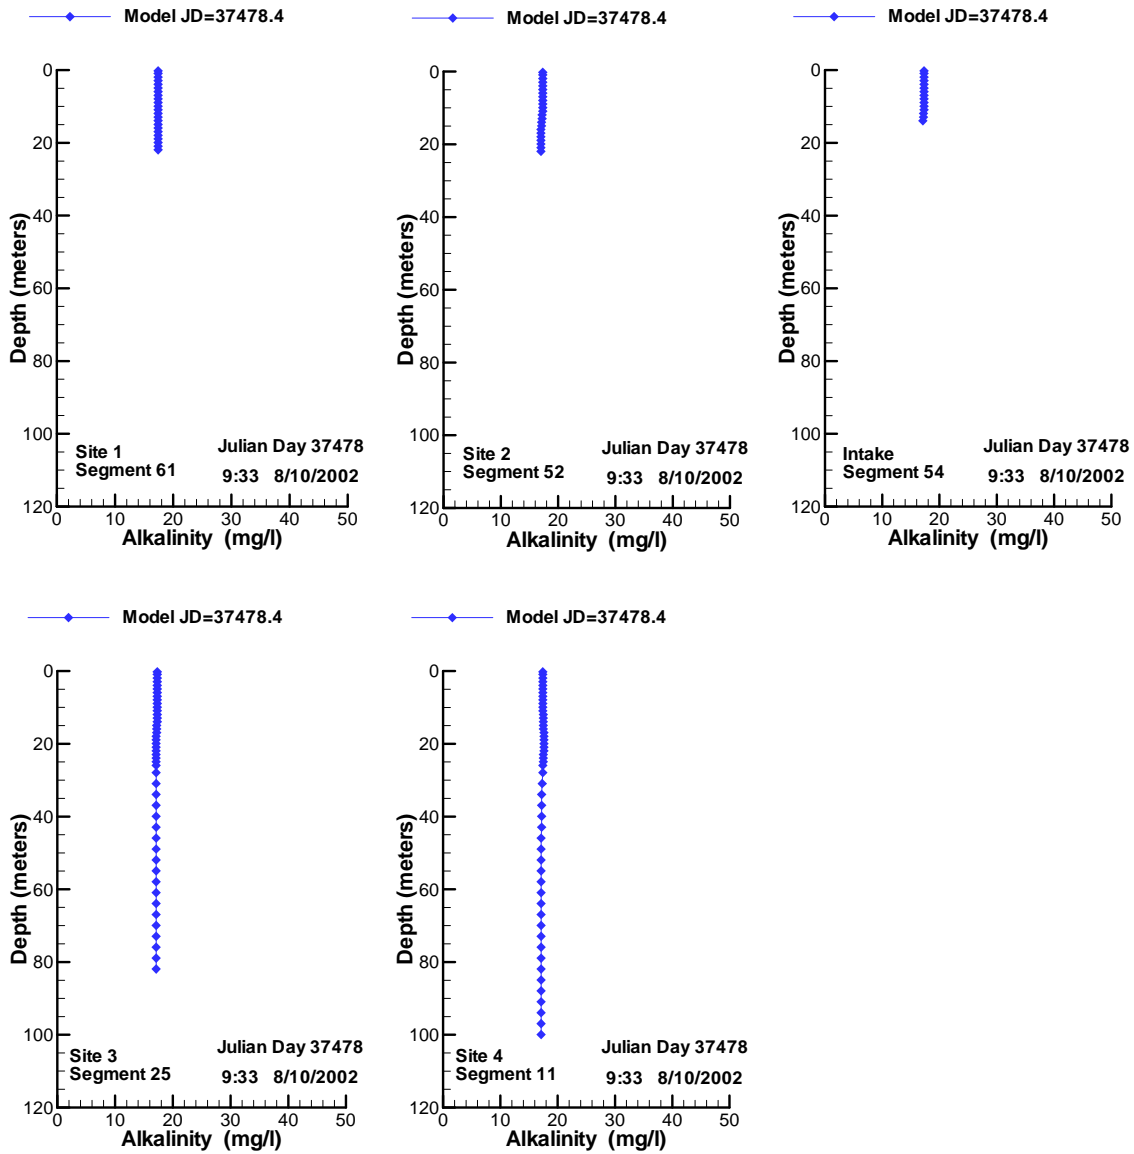 Model JD=37478.4
0
20
40
60
80
100
120
Depth (meters)
Site 1
Segment 61
Julian Day 37478
9:33 8/10/2002
0 10 20 30 40 50
Alkalinity (mg/l)
Model JD=37478.4
0
20
40
60
80
100
120
Depth (meters)
Site 2
Segment 52
Julian Day 37478
9:33 8/10/2002
0 10 20 30 40 50
Alkalinity (mg/l)
Model JD=37478.4
0
20
40
60
80
100
120
Depth (meters)
Intake
Segment 54
Julian Day 37478
9:33 8/10/2002
0 10 20 30 40 50
Alkalinity (mg/l)
Model JD=37478.4
0
20
40
60
80
100
120
Depth (meters)
Site 3
Segment 25
Julian Day 37478
9:33 8/10/2002
0 10 20 30 40 50
Alkalinity (mg/l)
Model JD=37478.4
0
20
40
60
80
100
120
Depth (meters)
Site 4
Segment 11
Julian Day 37478
9:33 8/10/2002
0 10 20 30 40 50
Alkalinity (mg/l)